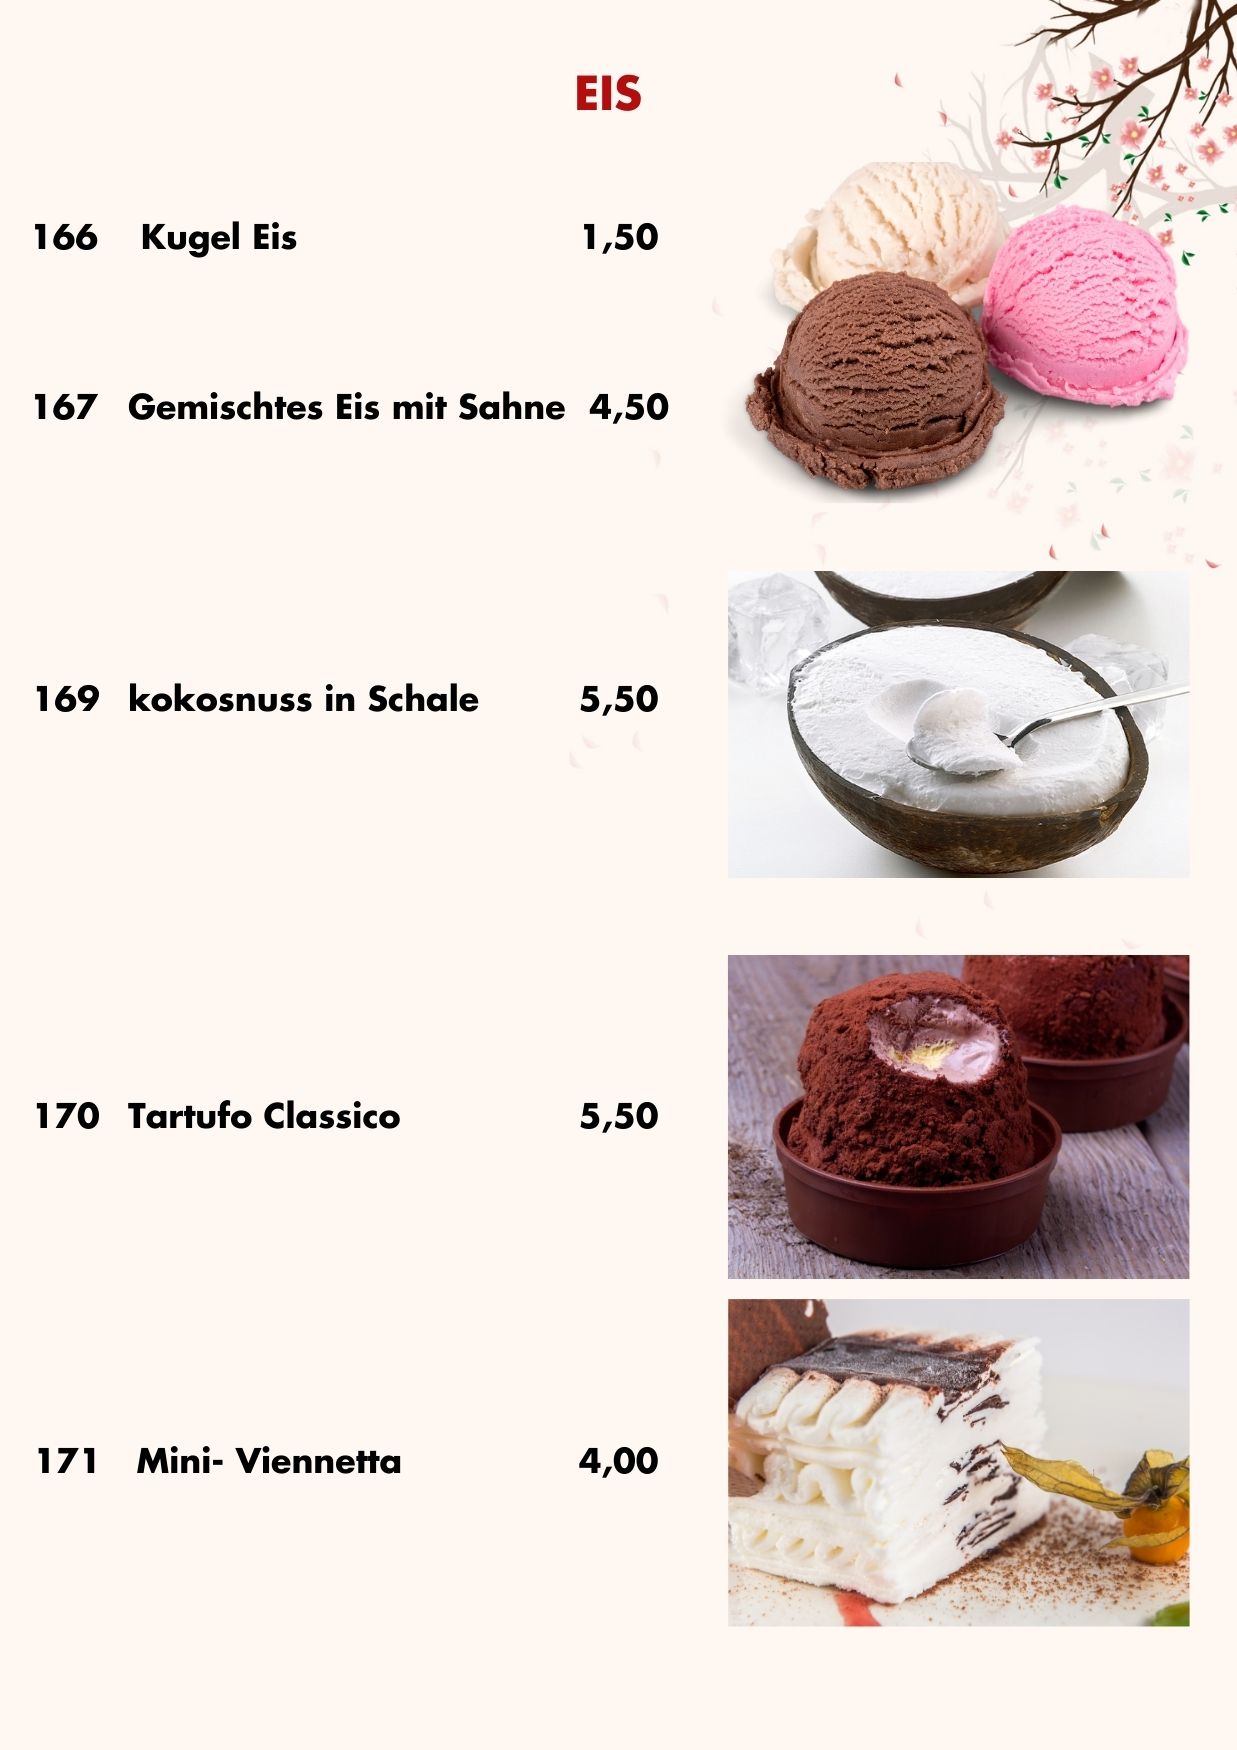 EIS
166 Kugel Eis 1,50
167 Gemischtes Eis mit Sahne 4,50
169 kokosnuss in Schale 5,50
170 Tartufo Classico 5,50
171 Mini- Viennetta 4,00